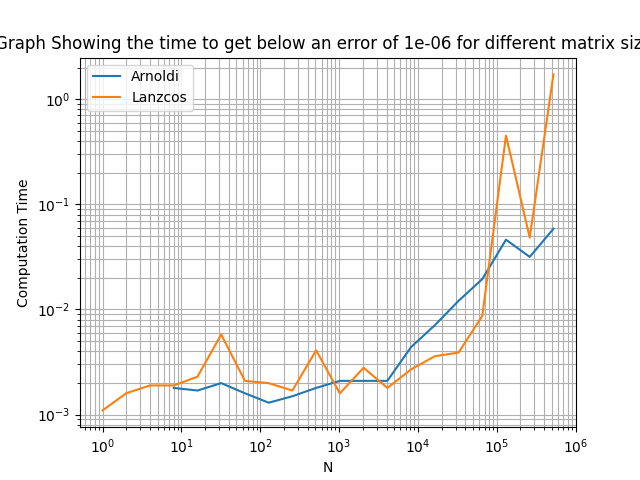 Graph Showing the time to get below an error of 1e-06 for different matrix siz
Arnoldi
Lanzcos
Computation Time
10⁰
10⁻¹
10⁻²
10⁻³
10⁰ 10¹ 10² 10³ 10⁴ 10⁵ 10⁶
N